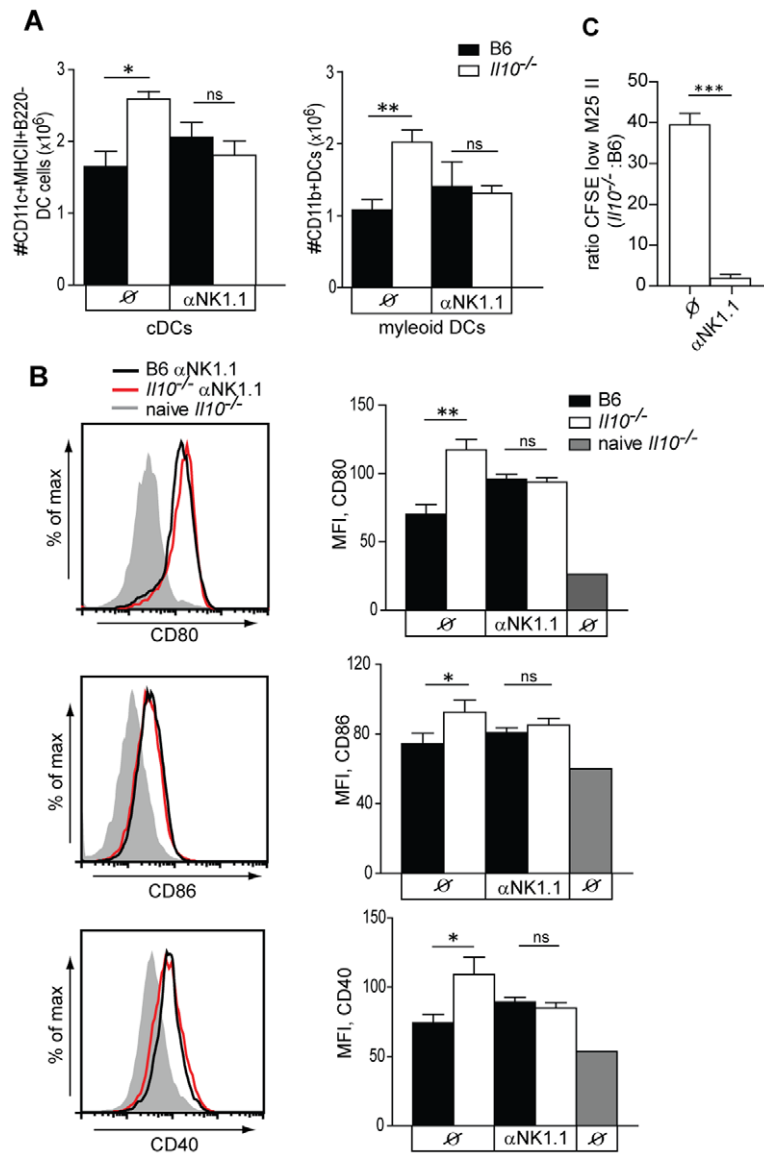 A
B6
Il10-/-
#CD11c+MHCII+B220-
DC cells (x10⁶)
3
2
1
0
*
ns
Ø
αNK1.1
cDCs
#CD11b+DCs (x10⁶)
3
2
1
0
**
ns
Ø
αNK1.1
myleoid DCs
C
ratio CFSE low M25 II
(Il10-/- :B6)
50
40
30
20
10
0
***
Ø
αNK1.1
B
B6 αNK1.1
Il10-/- αNK1.1
naive Il10-/-
% of max
CD80
B6
Il10-/-
naive Il10-/-
MFI, CD80
150
100
50
0
**
ns
Ø
αNK1.1
Ø
% of max
CD86
MFI, CD86
120
80
40
0
*
ns
Ø
αNK1.1
Ø
% of max
CD40
MFI, CD40
150
100
50
0
*
ns
Ø
αNK1.1
Ø